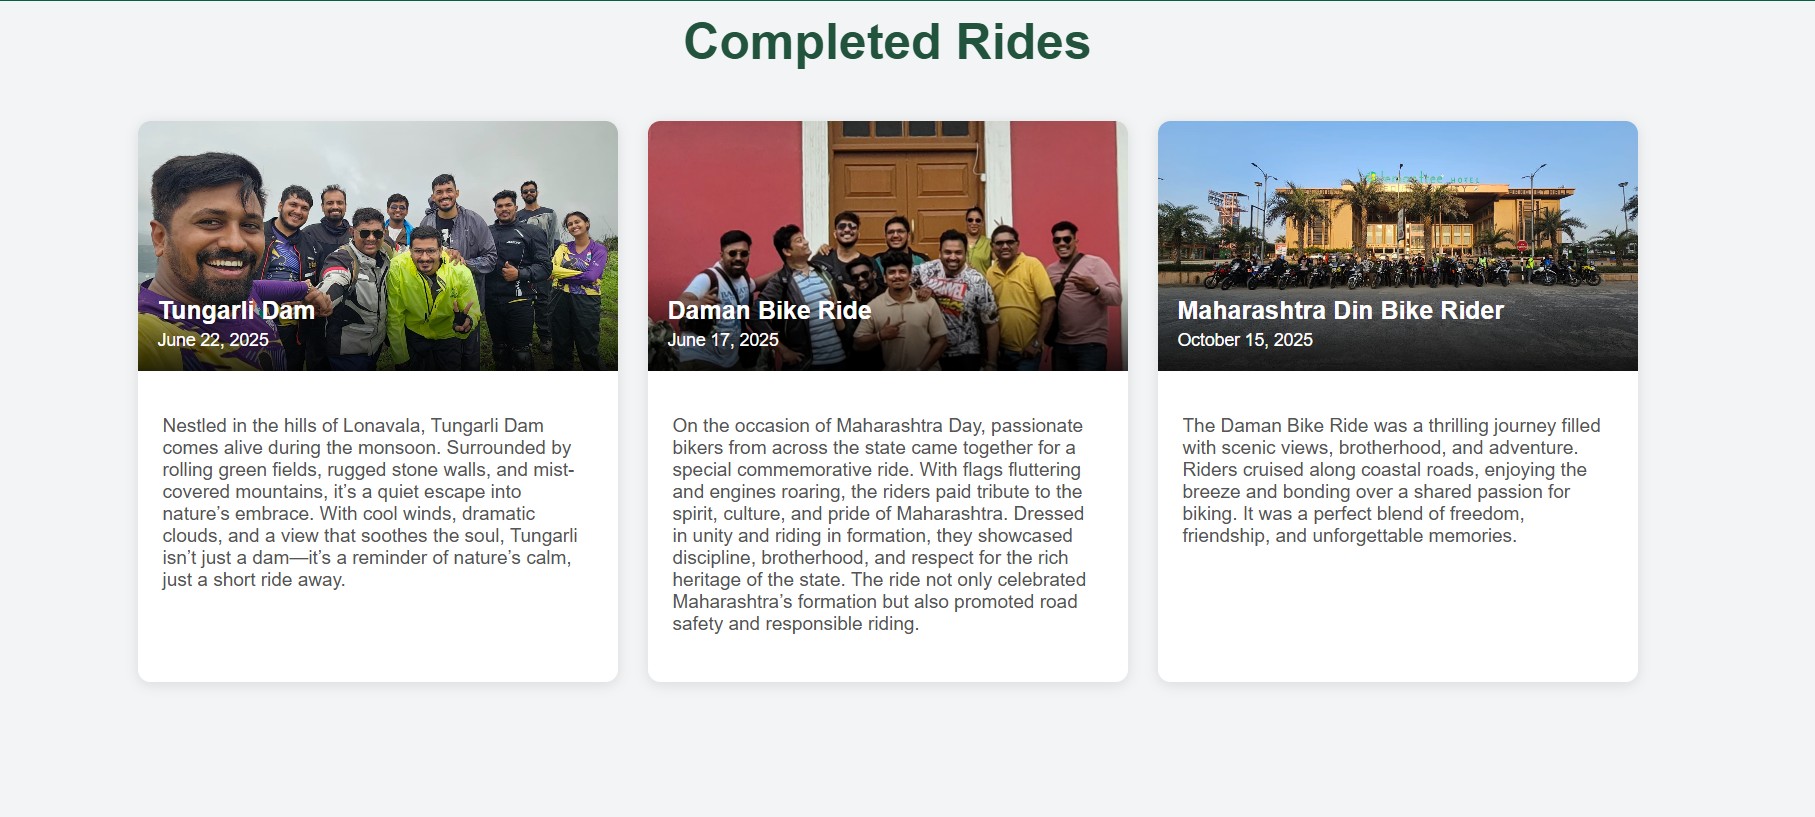 Completed Rides
Tungarli Dam
June 22, 2025
Nestled in the hills of Lonavala, Tungarli Dam
comes alive during the monsoon. Surrounded by
rolling green fields, rugged stone walls, and mist-
covered mountains, it’s a quiet escape into
nature’s embrace. With cool winds, dramatic
clouds, and a view that soothes the soul, Tungarli
isn’t just a dam—it’s a reminder of nature’s calm,
just a short ride away.
Daman Bike Ride
June 17, 2025
On the occasion of Maharashtra Day, passionate
bikers from across the state came together for a
special commemorative ride. With flags fluttering
and engines roaring, the riders paid tribute to the
spirit, culture, and pride of Maharashtra. Dressed
in unity and riding in formation, they showcased
discipline, brotherhood, and respect for the rich
heritage of the state. The ride not only celebrated
Maharashtra’s formation but also promoted road
safety and responsible riding.
HOTEL
Maharashtra Din Bike Rider
October 15, 2025
The Daman Bike Ride was a thrilling journey filled
with scenic views, brotherhood, and adventure.
Riders cruised along coastal roads, enjoying the
breeze and bonding over a shared passion for
biking. It was a perfect blend of freedom,
friendship, and unforgettable memories.